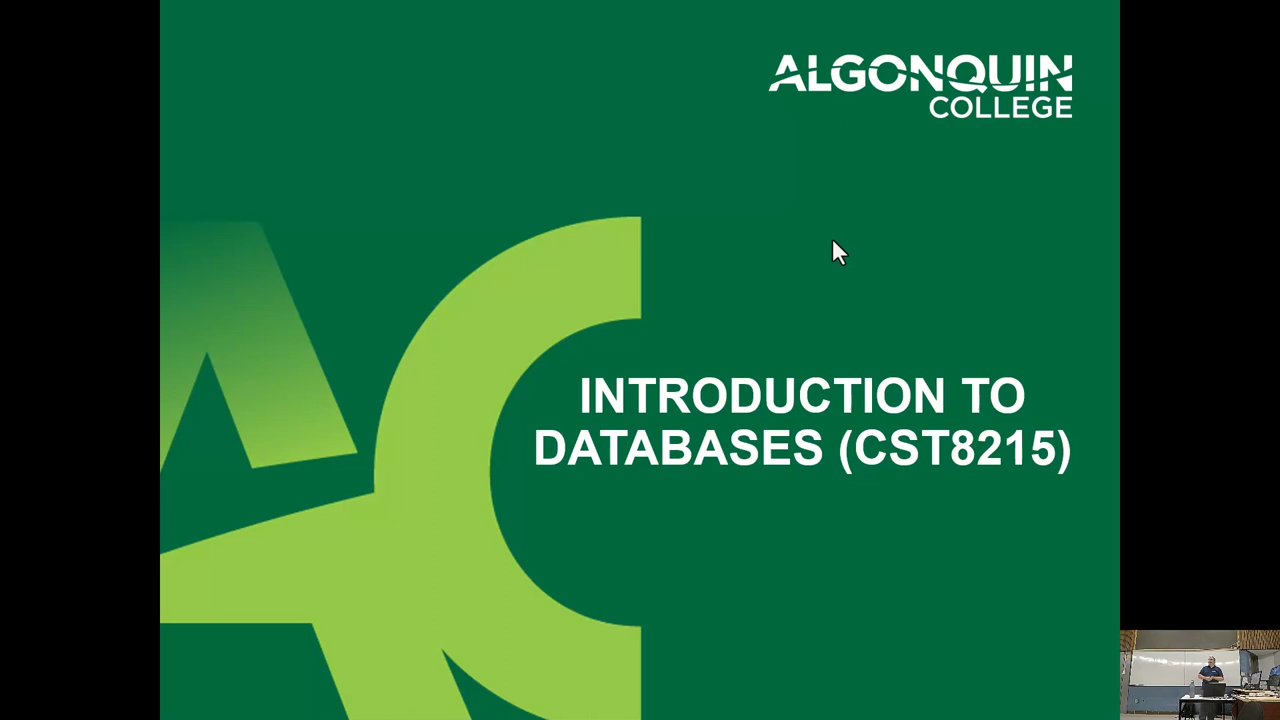 ALGONQUIN
COLLEGE
INTRODUCTION TO
DATABASES (CST8215)